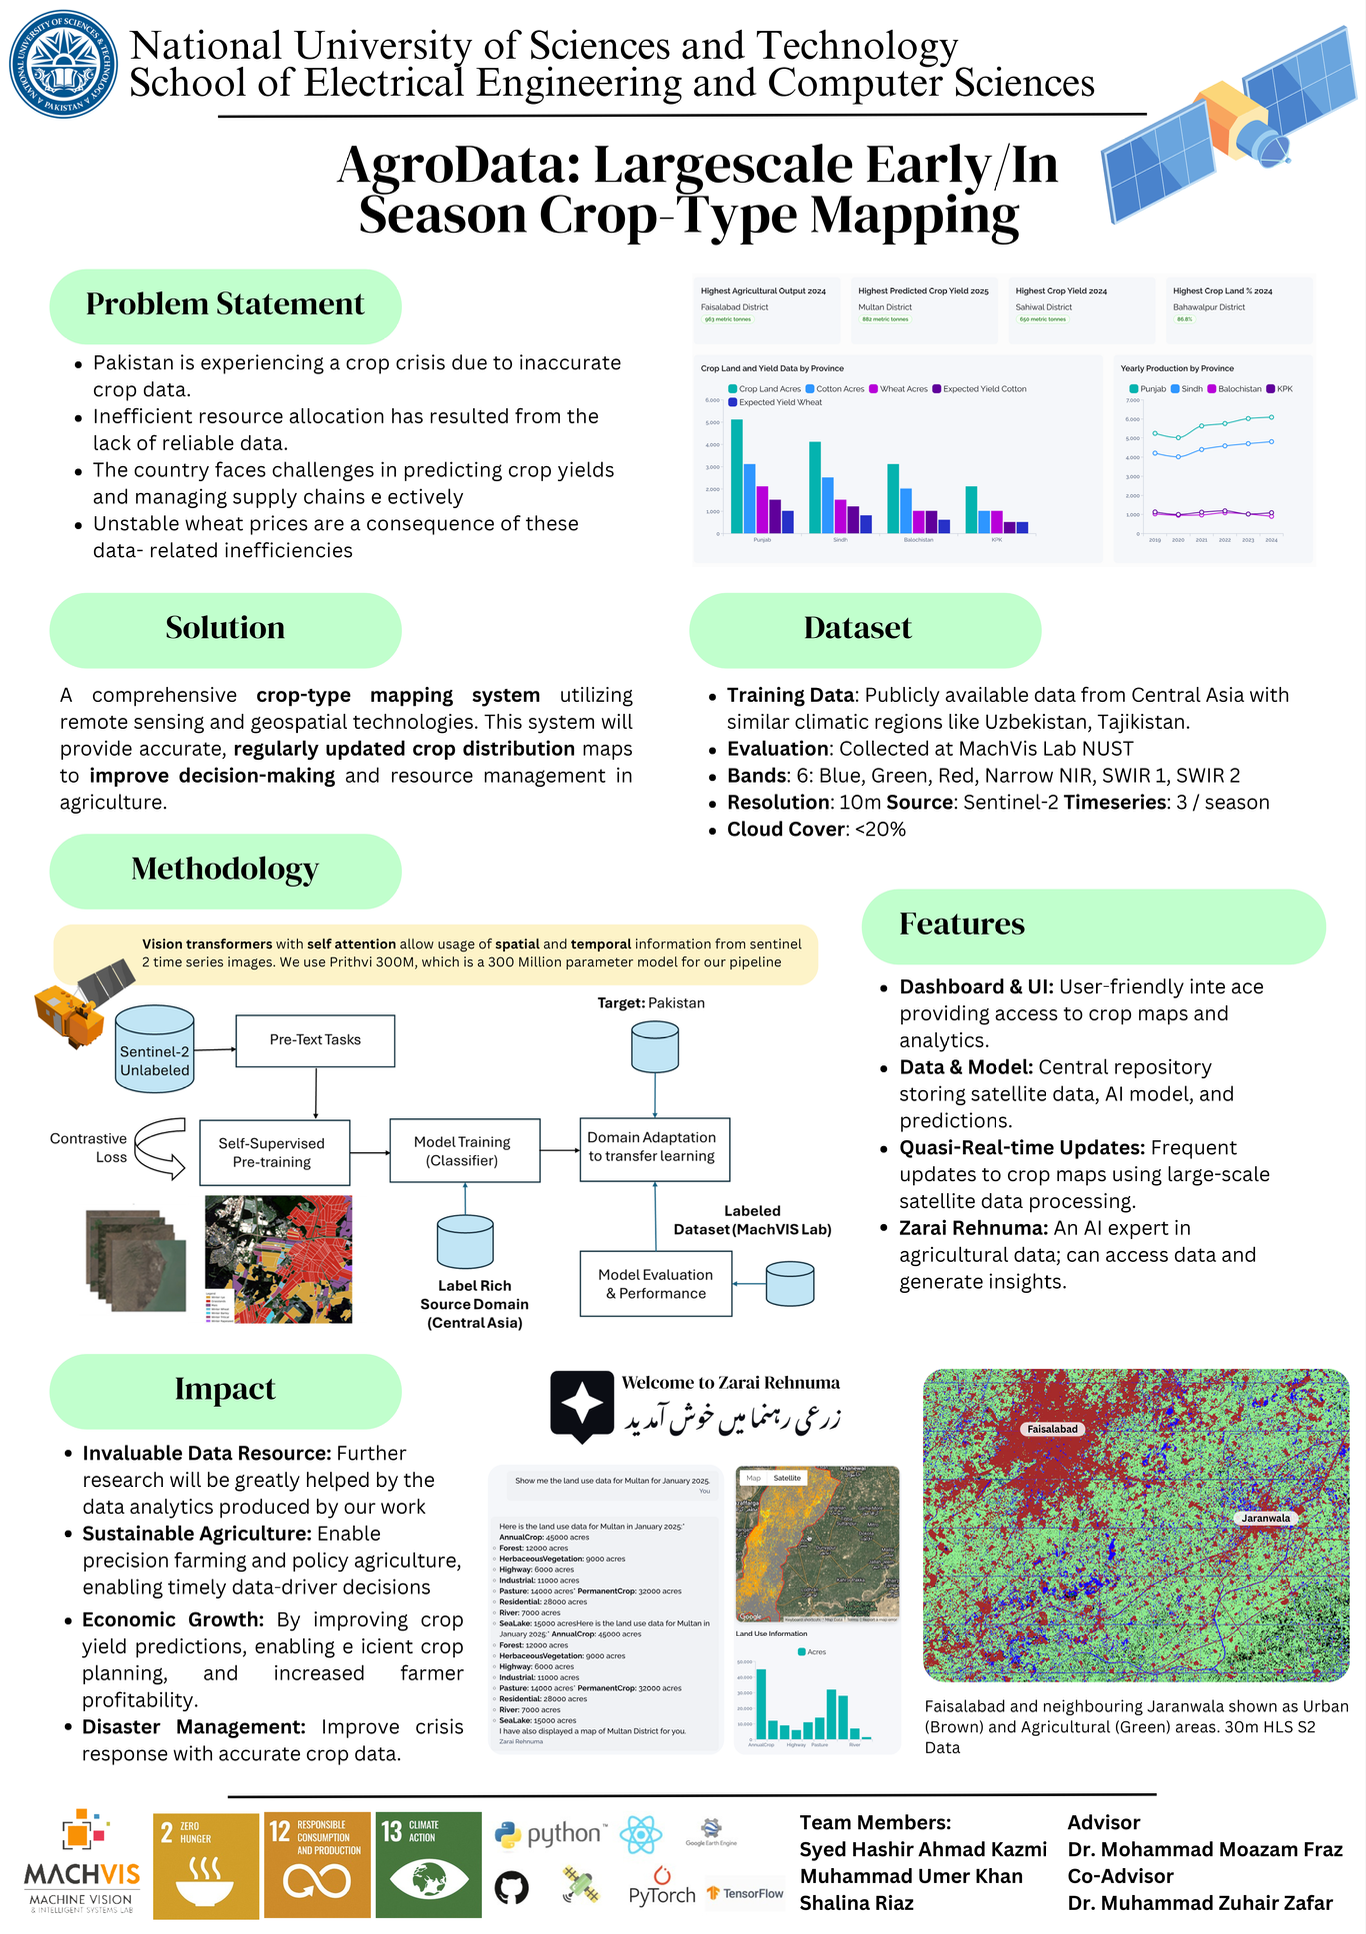 National University of Sciences and Technology
School of Electrical Engineering and Computer Sciences
NATIONAL UNIVERSITY OF SCIENCES & TECHNOLOGY
PAKISTAN
AgroData: Largescale Early/In
Season Crop-Type Mapping
Problem Statement
Pakistan is experiencing a crop crisis due to inaccurate
crop data.
Inefficient resource allocation has resulted from the
lack of reliable data.
The country faces challenges in predicting crop yields
and managing supply chains e ectively
Unstable wheat prices are a consequence of these
data- related inefficiencies
Highest Agricultural Output 2024
Faisalabad District
963 metric tonnes
Highest Predicted Crop Yield 2025
Multan District
882 metric tonnes
Highest Crop Yield 2024
Sahiwal District
650 metric tonnes
Highest Crop Land % 2024
Bahawalpur District
86.8%
Crop Land and Yield Data by Province
Crop Land Acres Cotton Acres Wheat Acres Expected Yield Cotton
Expected Yield Wheat
6,000
5,000
4,000
3,000
2,000
1,000
0
Punjab Sindh Balochistan KPK
Yearly Production by Province
Punjab Sindh Balochistan KPK
7,000
6,000
5,000
4,000
3,000
2,000
1,000
0
2019 2020 2021 2022 2023 2024
Solution
A comprehensive crop-type mapping system utilizing
remote sensing and geospatial technologies. This system will
provide accurate, regularly updated crop distribution maps
to improve decision-making and resource management in
agriculture.
Dataset
Training Data: Publicly available data from Central Asia with
similar climatic regions like Uzbekistan, Tajikistan.
Evaluation: Collected at MachVis Lab NUST
Bands: 6: Blue, Green, Red, Narrow NIR, SWIR 1, SWIR 2
Resolution: 10m Source: Sentinel-2 Timeseries: 3 / season
Cloud Cover: <20%
Methodology
Vision transformers with self attention allow usage of spatial and temporal information from sentinel
2 time series images. We use Prithvi 300M, which is a 300 Million parameter model for our pipeline
Sentinel-2
Unlabeled
Pre-Text Tasks
Target: Pakistan
Contrastive
Loss
Self-Supervised
Pre-training
Model Training
(Classifier)
Domain Adaptation
to transfer learning
Labeled
Dataset(MachVIS Lab)
Label Rich
Source Domain
(Central Asia)
Model Evaluation
& Performance
Features
Dashboard & UI: User-friendly inte ace
providing access to crop maps and
analytics.
Data & Model: Central repository
storing satellite data, AI model, and
predictions.
Quasi-Real-time Updates: Frequent
updates to crop maps using large-scale
satellite data processing.
Zarai Rehnuma: An AI expert in
agricultural data; can access data and
generate insights.
Impact
Invaluable Data Resource: Further
research will be greatly helped by the
data analytics produced by our work
Sustainable Agriculture: Enable
precision farming and policy agriculture,
enabling timely data-driver decisions
Economic Growth: By improving crop
yield predictions, enabling e icient crop
planning, and increased farmer
profitability.
Disaster Management: Improve crisis
response with accurate crop data.
Welcome to Zarai Rehnuma
زرعی رہنما میں خوش آمدید
Show me the land use data for Multan for January 2025.
You
Here is the land use data for Multan in January 2025:*
AnnualCrop: 45000 acres
Forest: 12000 acres
HerbaceousVegetation: 9000 acres
Highway: 6000 acres
Industrial: 11000 acres
Pasture: 14000 acres* PermanentCrop: 32000 acres
Residential: 28000 acres
River: 7000 acres
SeaLake: 15000 acresHere is the land use data for Multan in
January 2025:* AnnualCrop: 45000 acres
Forest: 12000 acres
HerbaceousVegetation: 9000 acres
Highway: 6000 acres
Industrial: 11000 acres
Pasture: 14000 acres* PermanentCrop: 32000 acres
Residential: 28000 acres
River: 7000 acres
SeaLake: 15000 acres
I have also displayed a map of Multan District for you.
Zarai Rehnuma
Map Satellite
Khanewal
Google
Land Use Information
Acres
50,000
40,000
30,000
20,000
10,000
0
AnnualCrop Highway Pasture River
Faisalabad
Jaranwala
Faisalabad and neighbouring Jaranwala shown as Urban
(Brown) and Agricultural (Green) areas. 30m HLS S2
Data
MACHVIS
MACHINE VISION
& INTELLIGENT SYSTEMS LAB
2 ZERO
HUNGER
12 RESPONSIBLE
CONSUMPTION
AND PRODUCTION
13 CLIMATE
ACTION
python™
Google Earth Engine
PyTorch
TensorFlow
Team Members:
Syed Hashir Ahmad Kazmi
Muhammad Umer Khan
Shalina Riaz
Advisor
Dr. Mohammad Moazam Fraz
Co-Advisor
Dr. Muhammad Zuhair Zafar